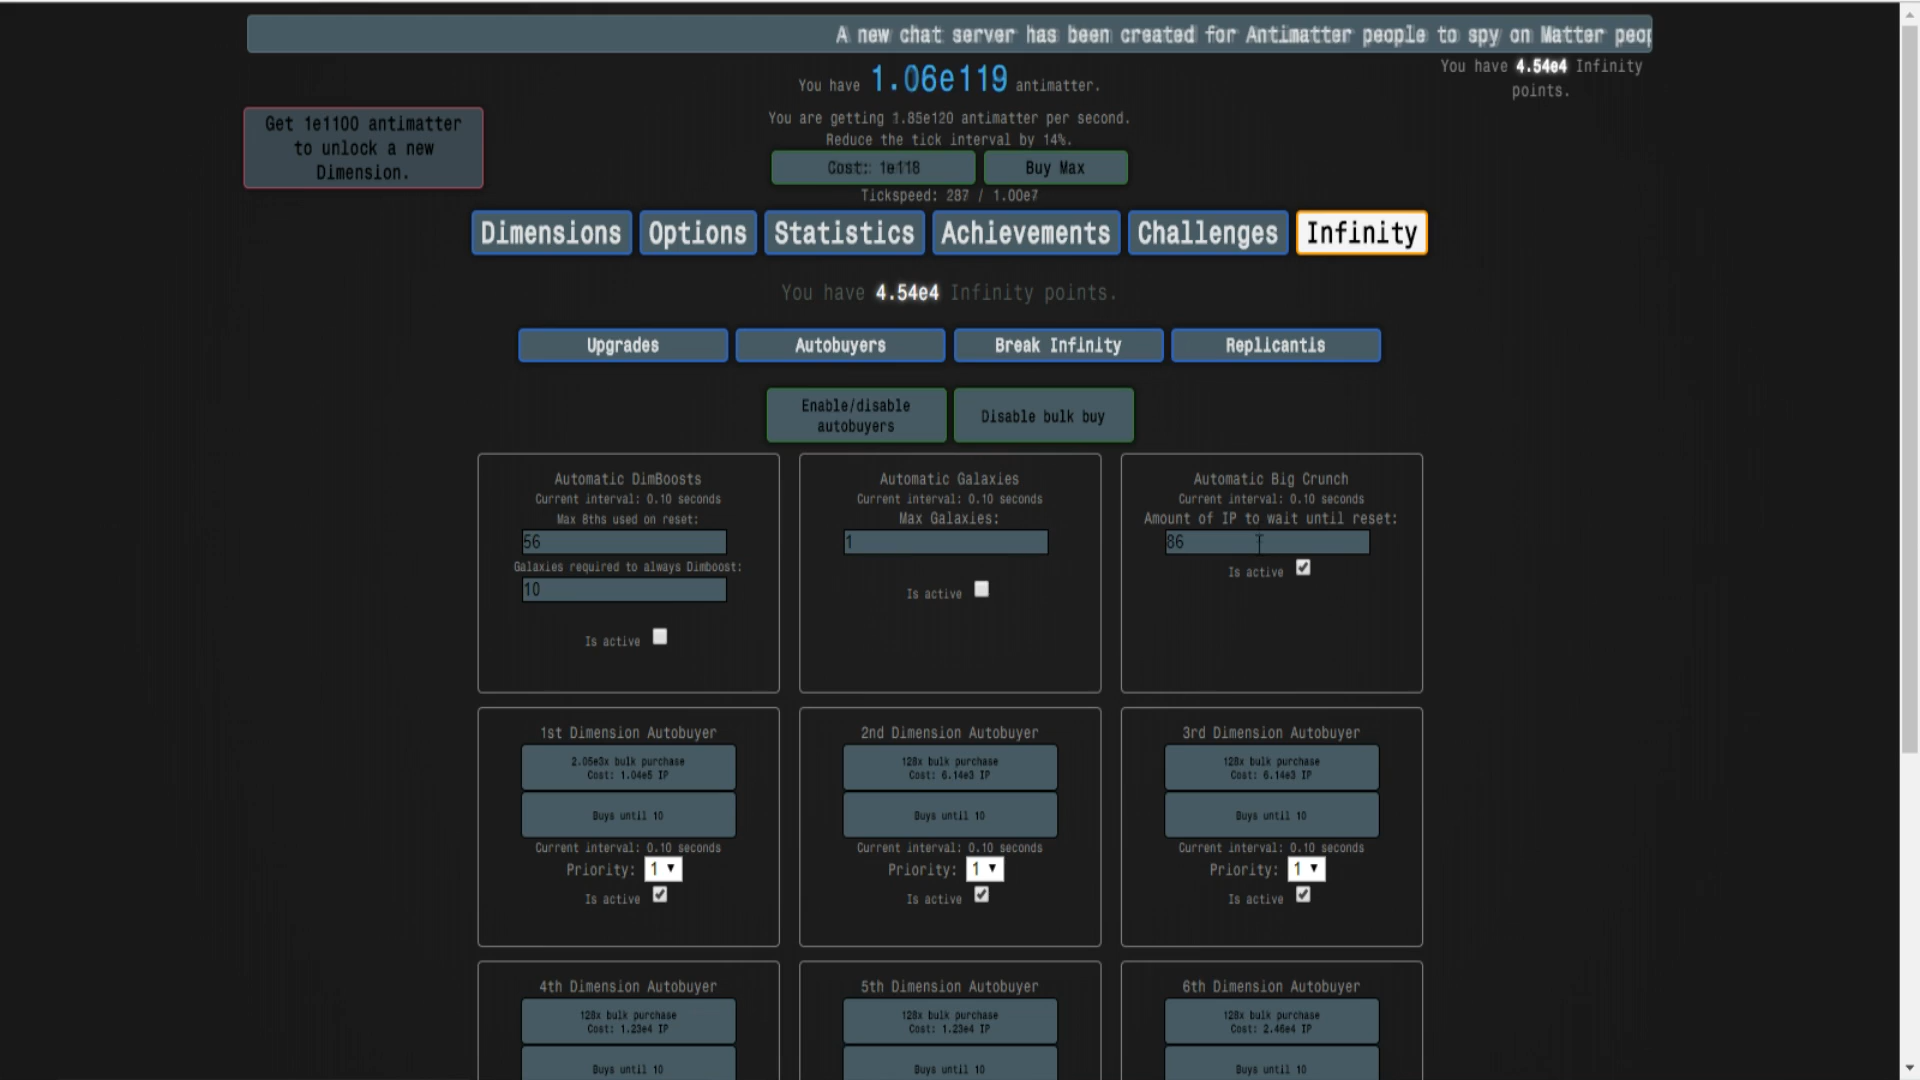 A new chat server has been created for Antimatter people to spy on Matter
You have 1.06e119 antimatter.
You have 4.54e4 Infinity points.
You are getting 1.85e120 antimatter per second.
Reduce the tick interval by 14%.
Get 1e1100 antimatter
to unlock a new
Dimension.
Cost: 1e118 Buy Max
Tickspeed: 287 / 1.00e7
Dimensions Options Statistics Achievements Challenges Infinity
You have 4.54e4 Infinity points.
Upgrades Autobuyers Break Infinity Replicantis
Enable/disable
autobuyers
Disable bulk buy
Automatic DimBoosts
Current interval: 0.10 seconds
Max 8ths used on reset:
56
Galaxies required to always Dimboost:
10
Is active
Automatic Galaxies
Current interval: 0.10 seconds
Max Galaxies:
1
Is active
Automatic Big Crunch
Current interval: 0.10 seconds
Amount of IP to wait until reset:
86
Is active
1st Dimension Autobuyer
2.05e3x bulk purchase
Cost: 1.04e5 IP
Buys until 10
Current interval: 0.10 seconds
Priority: 1
Is active
2nd Dimension Autobuyer
128x bulk purchase
Cost: 6.14e3 IP
Buys until 10
Current interval: 0.10 seconds
Priority: 1
Is active
3rd Dimension Autobuyer
128x bulk purchase
Cost: 6.14e3 IP
Buys until 10
Current interval: 0.10 seconds
Priority: 1
Is active
4th Dimension Autobuyer
128x bulk purchase
Cost: 1.23e4 IP
Buys until 10
5th Dimension Autobuyer
128x bulk purchase
Cost: 1.23e4 IP
Buys until 10
6th Dimension Autobuyer
128x bulk purchase
Cost: 2.46e4 IP
Buys until 10